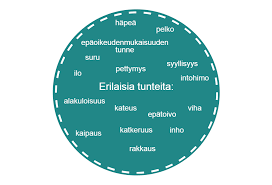 häpeä
pelko
epäoikeudenmukaisuuden
tunne
suru
syyllisyys
pettymys
ilo
intohimo
Erilaisia tunteita:
alakuloisuus
kateus
viha
epätoivo
katkeruus
inho
kaipaus
rakkaus